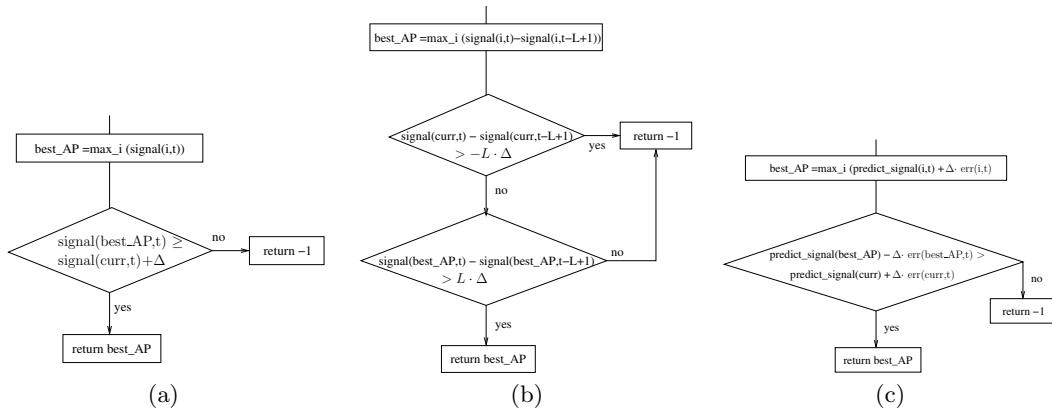 best_AP =max_i (signal(i,t))
signal(best_AP,t) ≥
signal(curr,t)+Δ
no
return −1
yes
return best_AP
(a)
best_AP =max_i (signal(i,t)−signal(i,t−L+1))
signal(curr,t) − signal(curr,t−L+1)
> −L · Δ
yes
return −1
no
signal(best_AP,t) − signal(best_AP,t−L+1)
> L · Δ
no
yes
return best_AP
(b)
best_AP =max_i (predict_signal(i,t) + Δ· err(i,t)
predict_signal(best_AP) − Δ· err(best_AP,t) >
predict_signal(curr) + Δ· err(curr,t)
no
return −1
yes
return best_AP
(c)